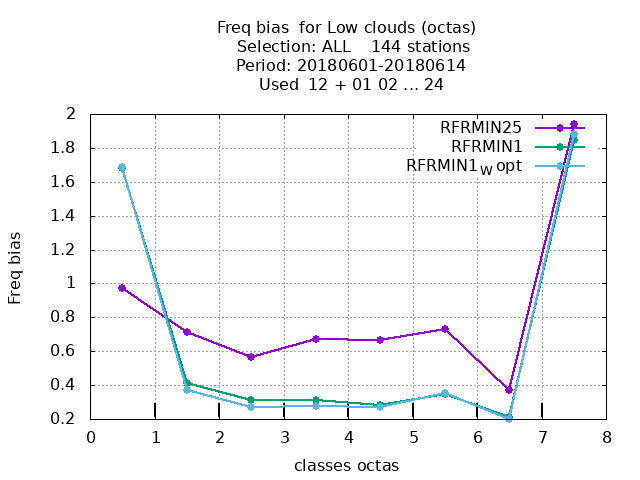 Freq bias  for Low clouds (octas)
Selection: ALL    144 stations
Period: 20180601-20180614
Used  12 + 01 02 ... 24
RFRMIN25
RFRMIN1
RFRMIN1W opt
2
1.8
1.6
1.4
1.2
1
0.8
0.6
0.4
0.2
Freq bias
0 1 2 3 4 5 6 7 8
classes octas